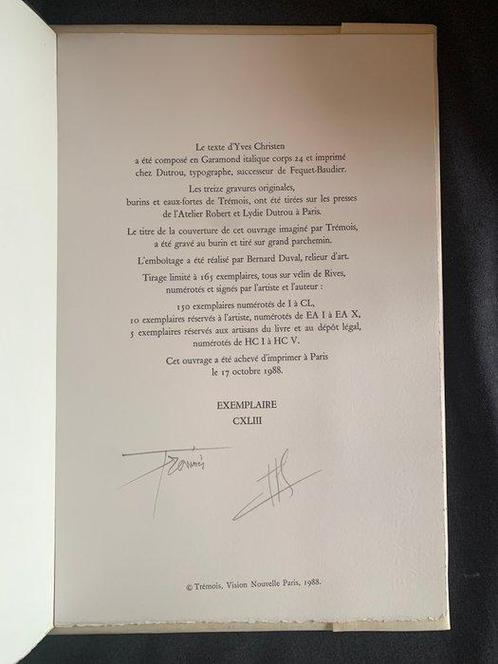 Le texte d'Yves Christen
a été composé en Garamond italique corps 24 et imprimé
chez Dutrou, typographe, successeur de Fequet-Baudier.
Les treize gravures originales,
burins et eaux-fortes de Trémois, ont été tirées sur les presses
de l'Atelier Robert et Lydie Dutrou à Paris.
Le titre de la couverture de cet ouvrage imaginé par Trémois,
a été gravé au burin et tiré sur grand parchemin.
L'emboîtage a été réalisé par Bernard Duval, relieur d'art.
Tirage limité à 165 exemplaires, tous sur vélin de Rives,
numérotés et signés par l'artiste et l'auteur :
150 exemplaires numérotés de I à CL,
10 exemplaires réservés à l'artiste, numérotés de EA I à EA X,
5 exemplaires réservés aux artisans du livre et au dépôt légal,
numérotés de HC I à HC V.
Cet ouvrage a été achevé d'imprimer à Paris
le 17 octobre 1988.
EXEMPLAIRE
CXLIII
Trémois
© Trémois, Vision Nouvelle Paris, 1988.